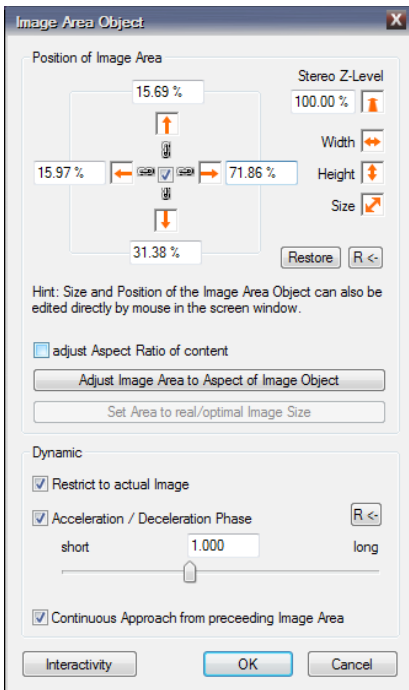 Image Area Object
X
Position of Image Area
Stereo Z-Level
15.69 %
100.00 %
Width
15.97 %
71.86 %
Height
Size
31.38 %
Restore
R <-
Hint: Size and Position of the Image Area Object can also be
edited directly by mouse in the screen window.
adjust Aspect Ratio of content
Adjust Image Area to Aspect of Image Object
Set Area to real/optimal Image Size
Dynamic
Restrict to actual Image
Acceleration / Deceleration Phase
R <-
short
1.000
long
Continuous Approach from preceeding Image Area
Interactivity
OK
Cancel